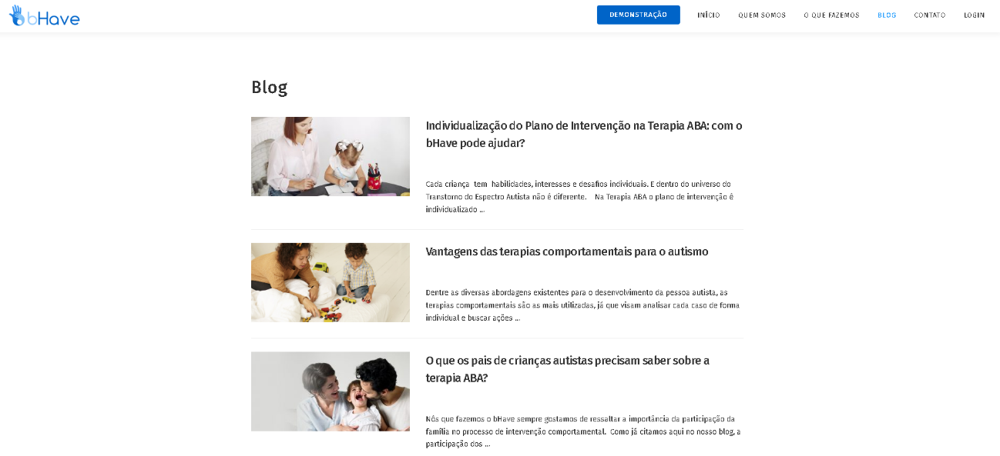 bHave
DEMONSTRAÇÃO
INÍCIO
QUEM SOMOS
O QUE FAZEMOS
BLOG
CONTATO
LOGIN
Blog
Individualização do Plano de Intervenção na Terapia ABA: com o
bHave pode ajudar?
Cada criança tem habilidades, interesses e desafios individuais. E dentro do universo do
Transtorno do Espectro Autista não é diferente. Na Terapia ABA o plano de intervenção é
individualizado ...
Vantagens das terapias comportamentais para o autismo
Dentre as diversas abordagens existentes para o desenvolvimento da pessoa autista, as
terapias comportamentais são as mais utilizadas, já que visam analisar cada caso de forma
individual e buscar ações ...
O que os pais de crianças autistas precisam saber sobre a
terapia ABA?
Nós que fazemos o bHave sempre gostamos de ressaltar a importância da participação da
família no processo de intervenção comportamental. Como já citamos aqui no nosso blog, a
participação dos ...